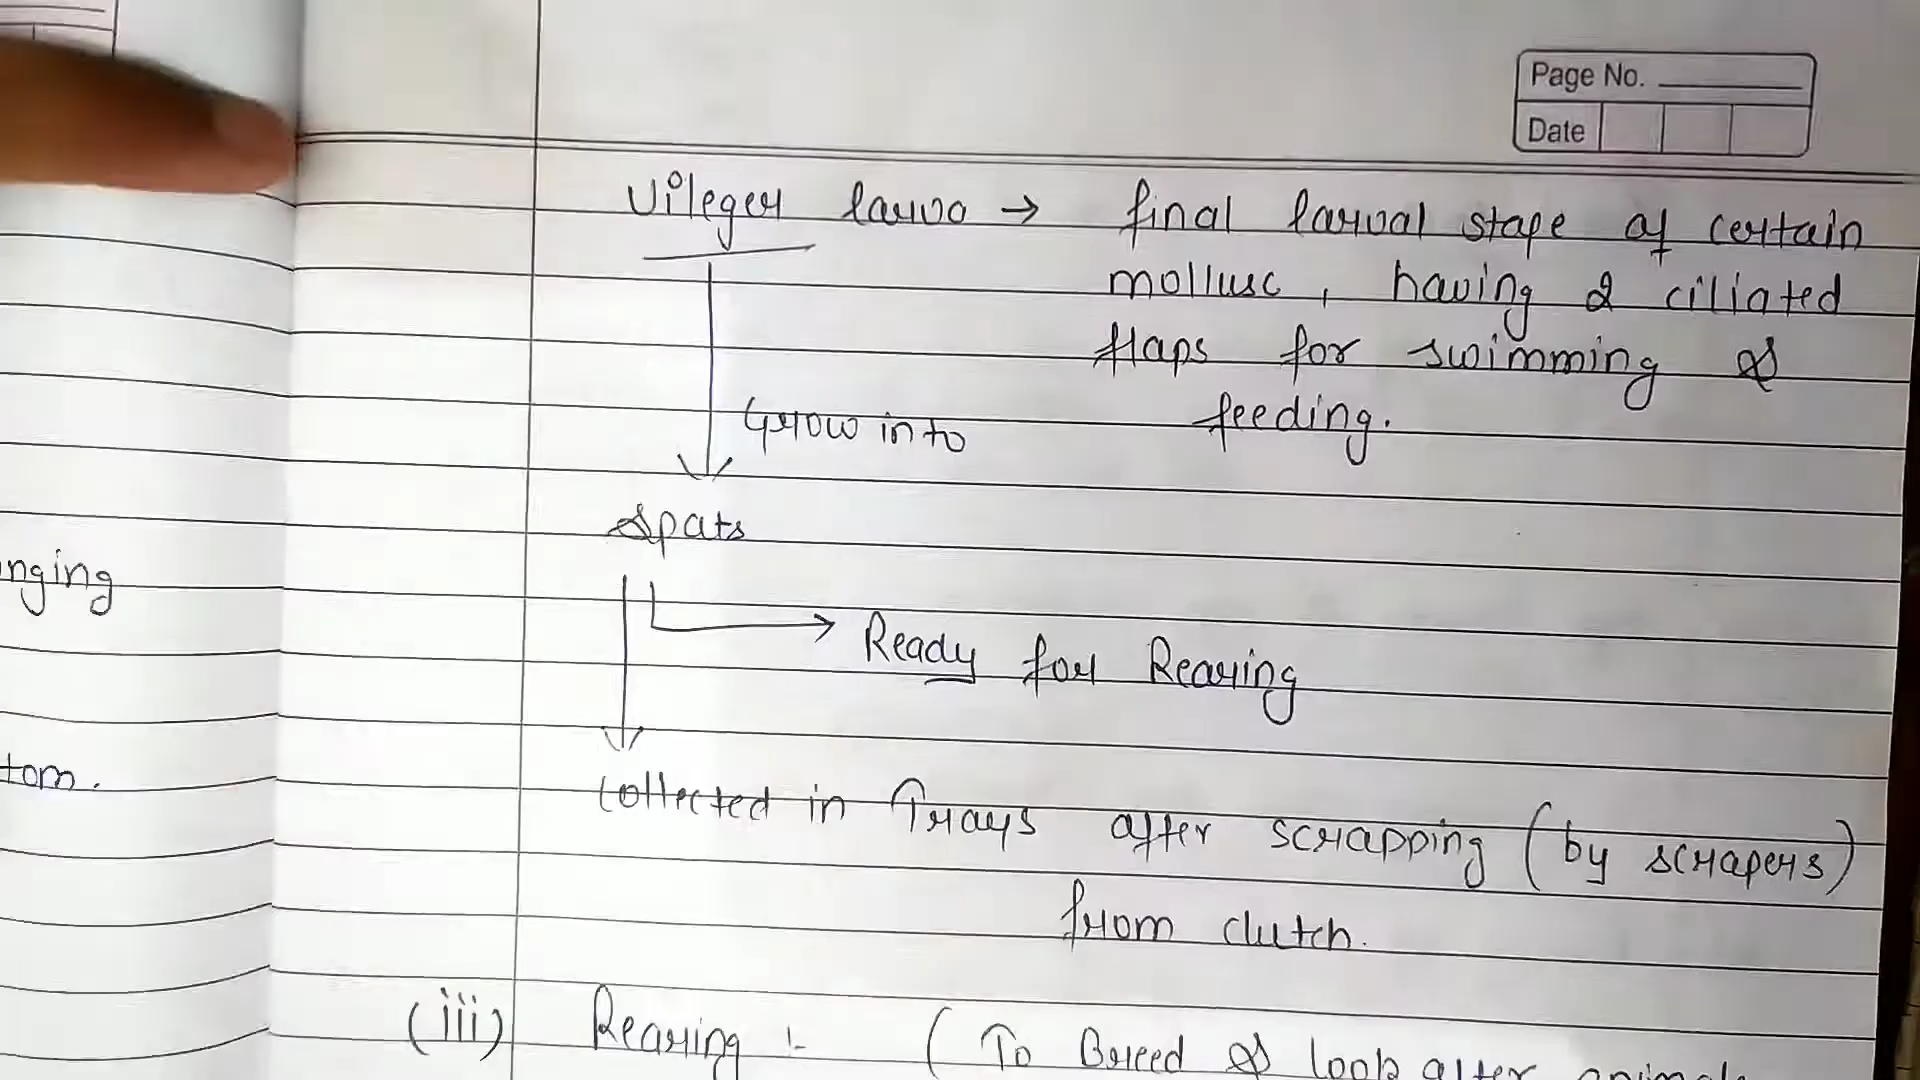 Page No.
Date
Vileger larva → final larval stage of certain
mollusc, having 2 ciliated
flaps for swimming &
feeding.
Grow into
Spats
nging
Ready for Rearing
tom.
Collected in Trays after scrapping (by scrapers)
from clutch.
(iii) Rearing :- (To Breed & look after